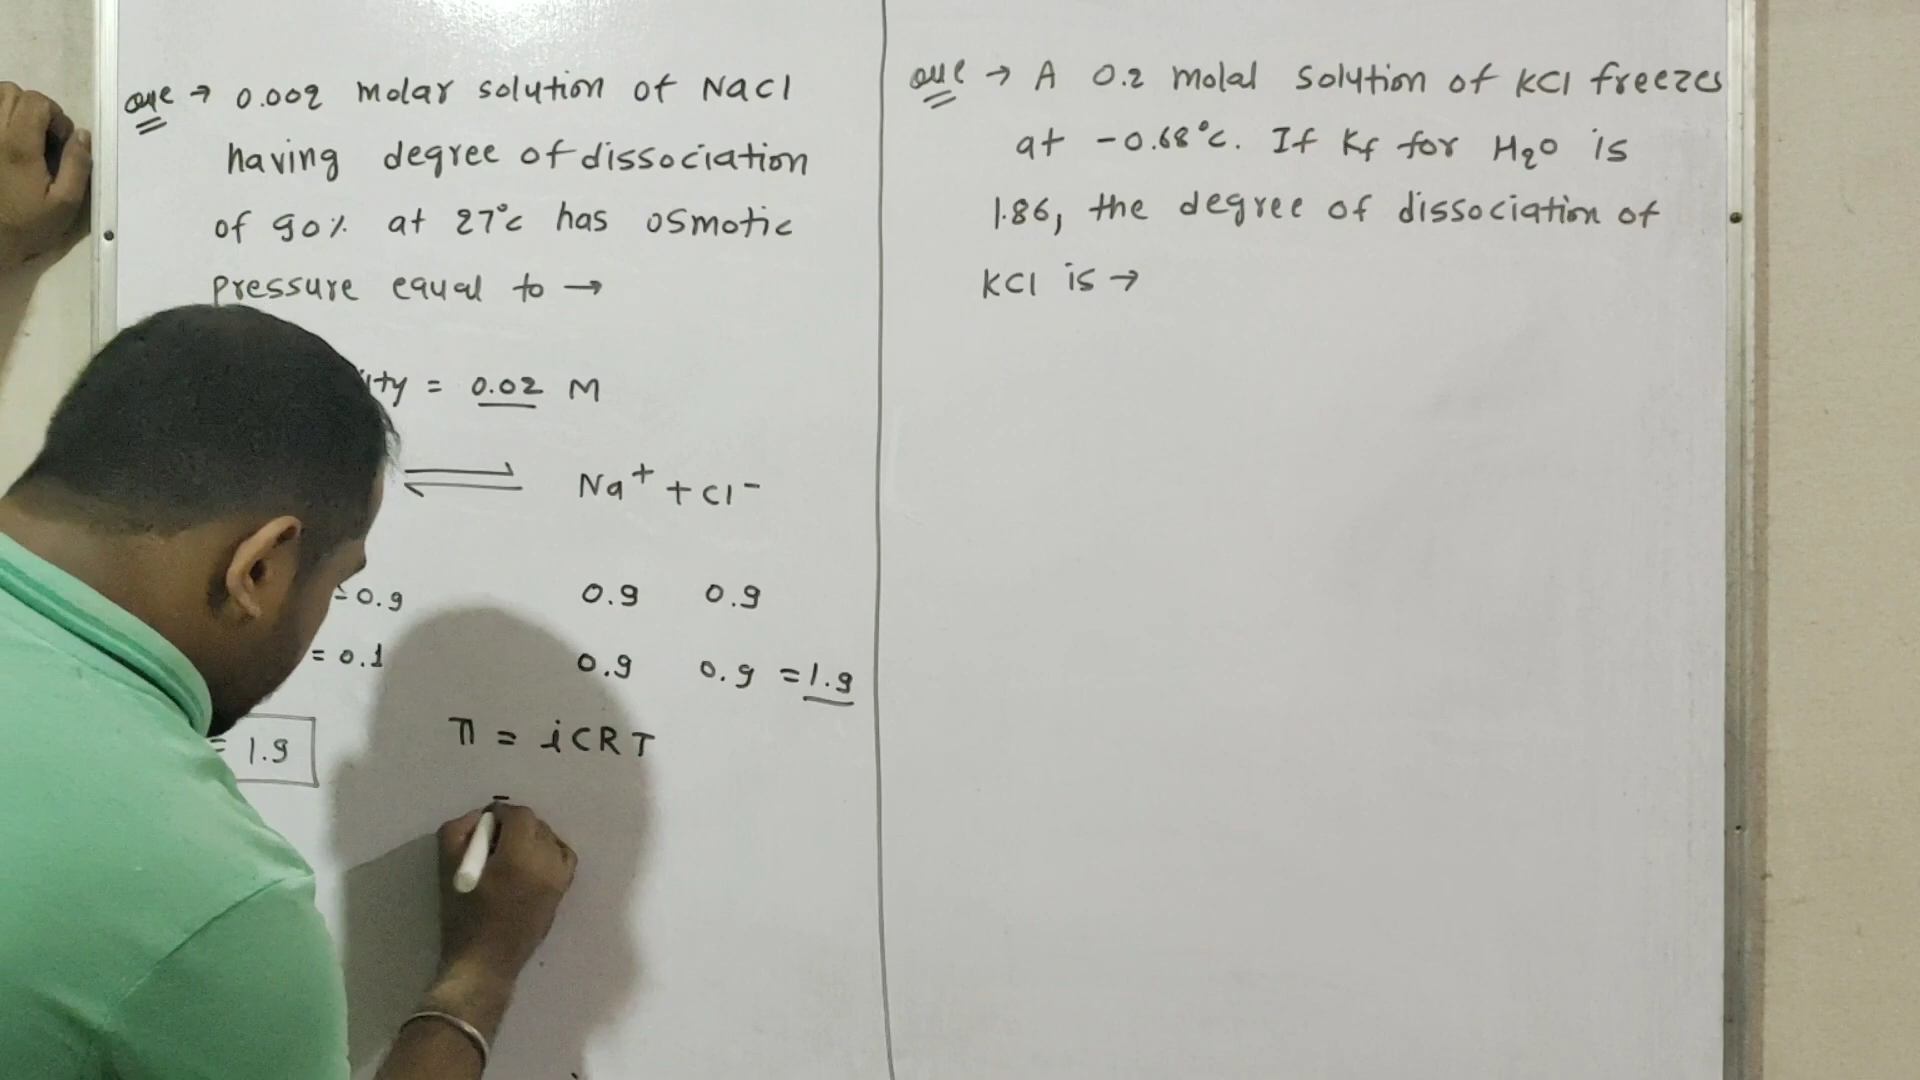 que → 0.002 molar solution of NaCl
having degree of dissociation
of 90% at 27°C has osmotic
pressure equal to →
ity = 0.02 M
⇌ Na⁺ + Cl⁻
= 0.9 0.9 0.9
= 0.1 0.9 0.9 = 1.9
= 1.9 π = iCRT
que → A 0.2 molal solution of KCl freezes
at -0.68°C. If Kf for H₂O is
1.86, the degree of dissociation of
KCl is →